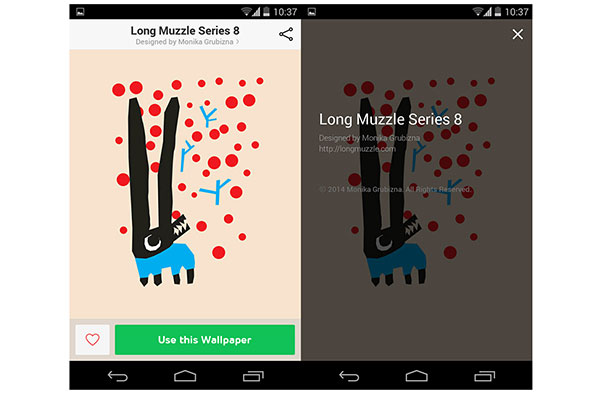 10:37
Long Muzzle Series 8
Designed by Monika Grubizna
Use this Wallpaper
10:37
Long Muzzle Series 8
Designed by Monika Grubizna
http://longmuzzle.com
© 2014 Monika Grubizna. All Rights Reserved.